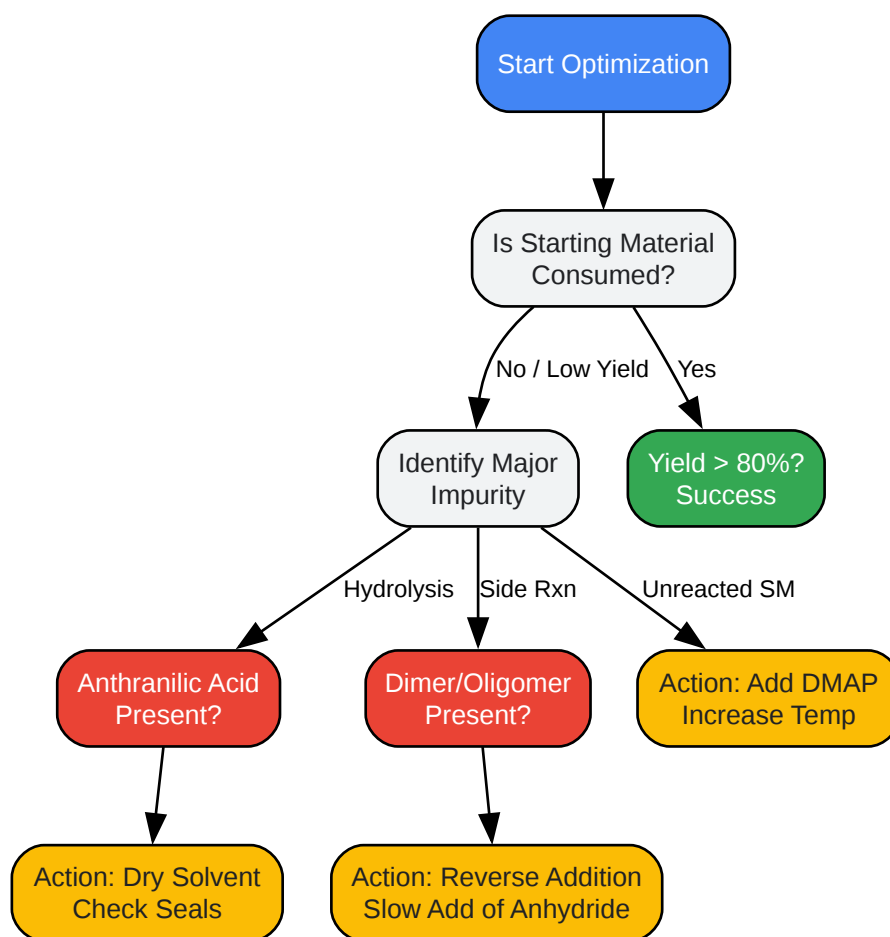 Start Optimization
Is Starting Material
Consumed?
No / Low Yield
Yes
Identify Major
Impurity
Yield > 80%?
Success
Hydrolysis
Side Rxn
Unreacted SM
Anthranilic Acid
Present?
Dimer/Oligomer
Present?
Action: Add DMAP
Increase Temp
Action: Dry Solvent
Check Seals
Action: Reverse Addition
Slow Add of Anhydride